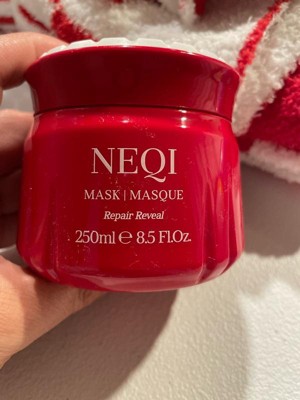 NEQI
MASK | MASQUE
Repair Reveal
250ml ℮ 8.5 Fl.Oz.